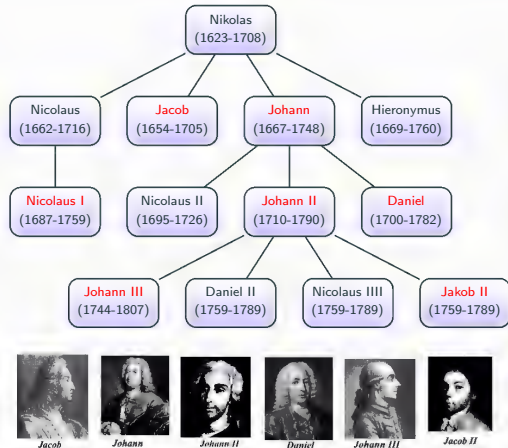 Nikolas
(1623-1708)
Nicolaus
(1662-1716)
Jacob
(1654-1705)
Johann
(1667-1748)
Hieronymus
(1669-1760)
Nicolaus I
(1687-1759)
Nicolaus II
(1695-1726)
Johann II
(1710-1790)
Daniel
(1700-1782)
Johann III
(1744-1807)
Daniel II
(1759-1789)
Nicolaus IIII
(1759-1789)
Jakob II
(1759-1789)
Jacob
Johann
Johann II
Daniel
Johann III
Jacob II